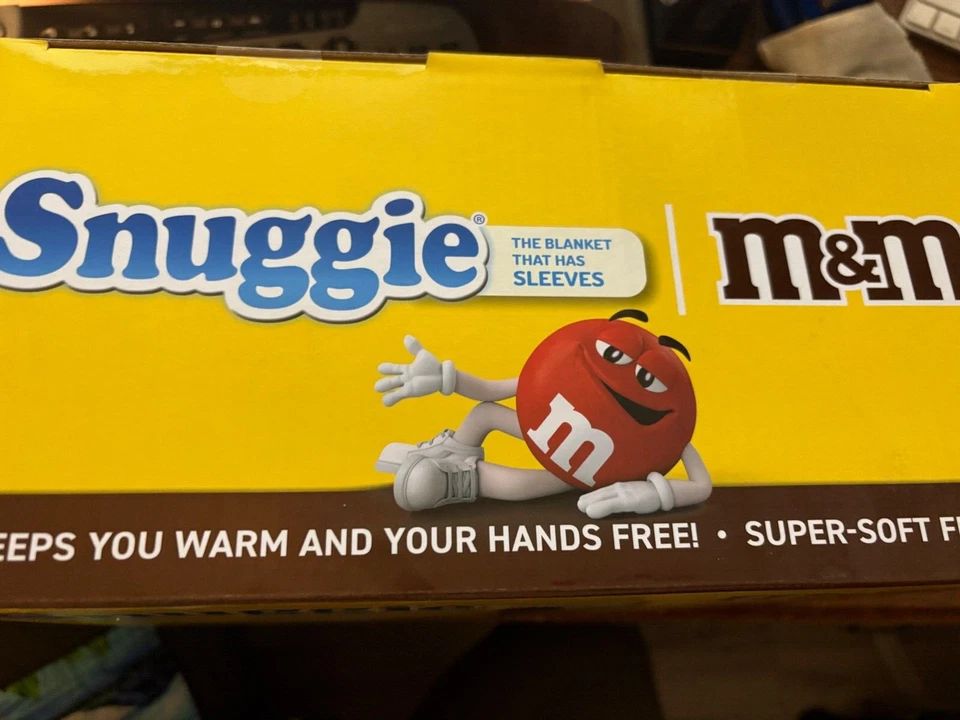 Snuggie®
THE BLANKET
THAT HAS
SLEEVES
m&m
m
EEPS YOU WARM AND YOUR HANDS FREE! • SUPER-SOFT F